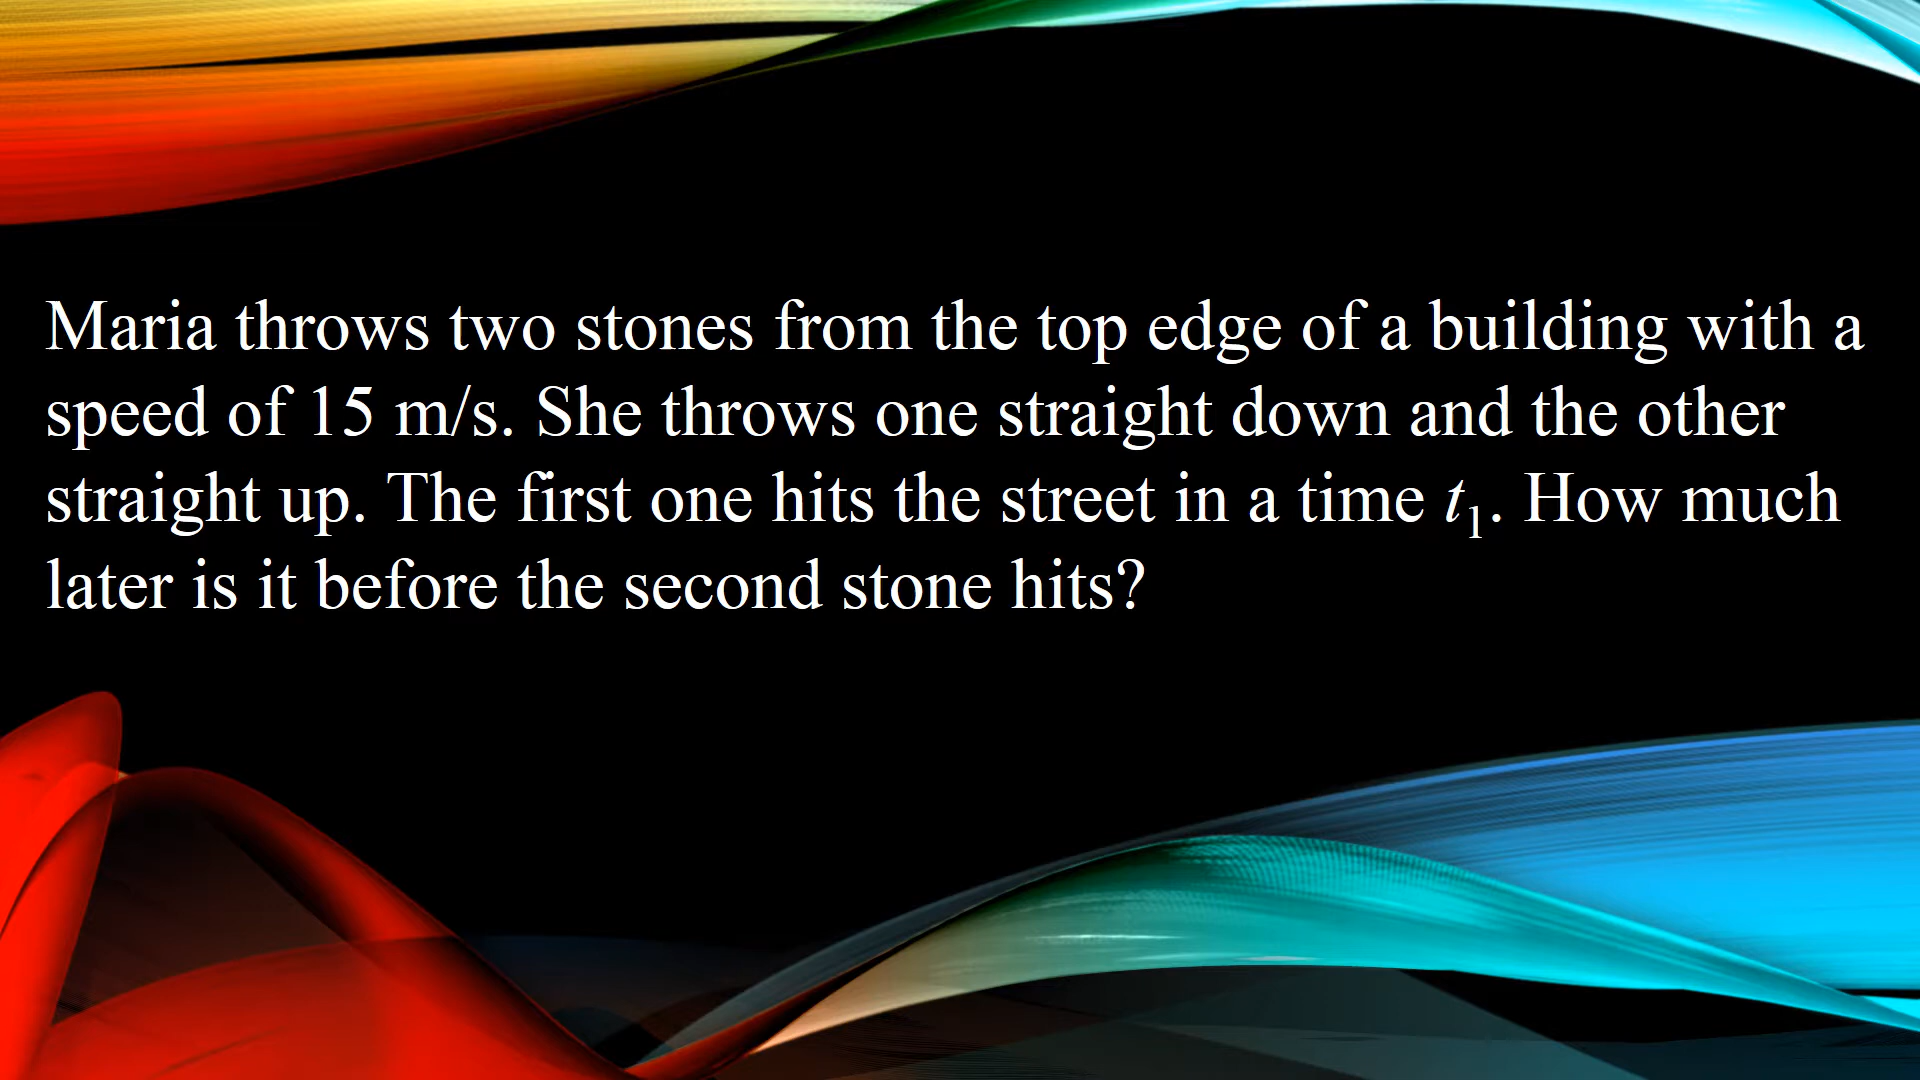 Maria throws two stones from the top edge of a building with a
speed of 15 m/s. She throws one straight down and the other
straight up. The first one hits the street in a time t₁. How much
later is it before the second stone hits?